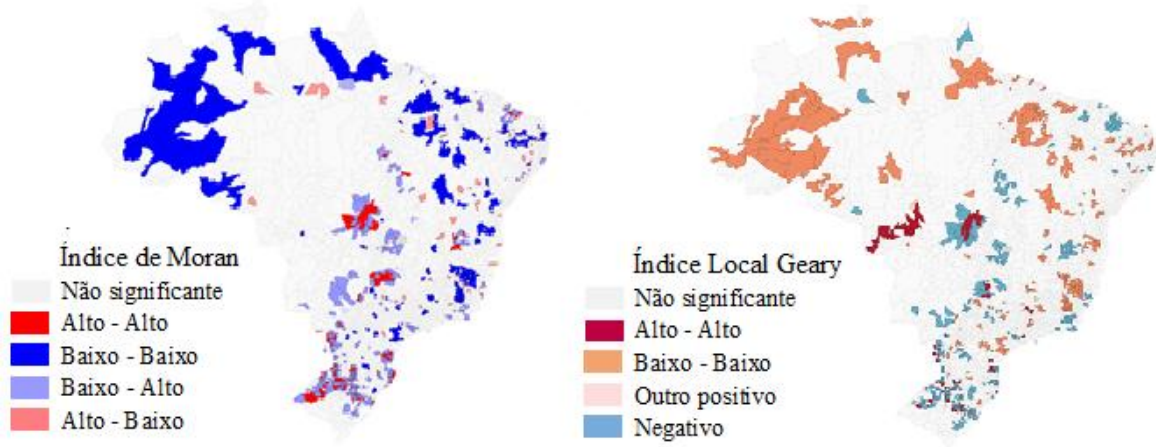 Índice de Moran
Não significante
Alto - Alto
Baixo - Baixo
Baixo - Alto
Alto - Baixo
Índice Local Geary
Não significante
Alto - Alto
Baixo - Baixo
Outro positivo
Negativo